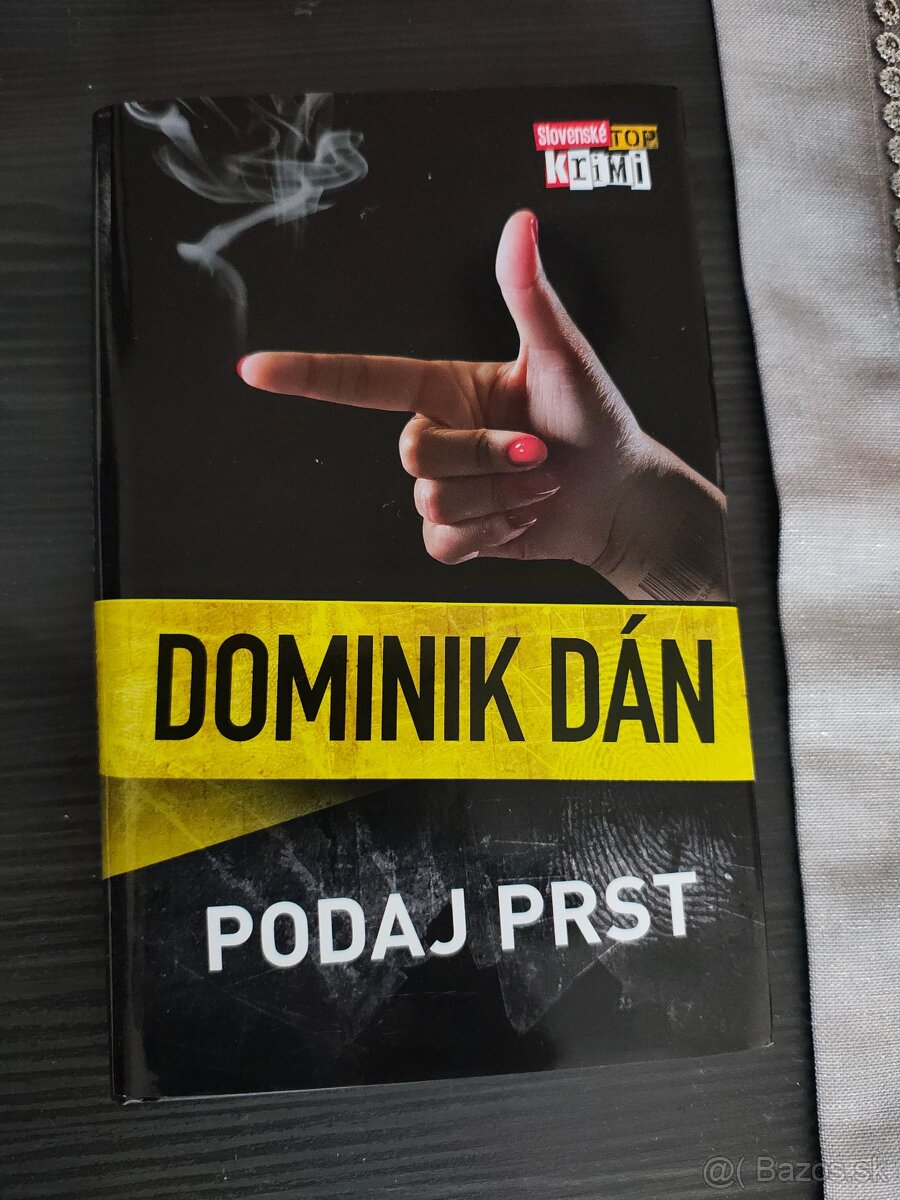 Slovenské TOP
KRiMi
DOMINIK DÁN
PODAJ PRST
@( Bazos.sk